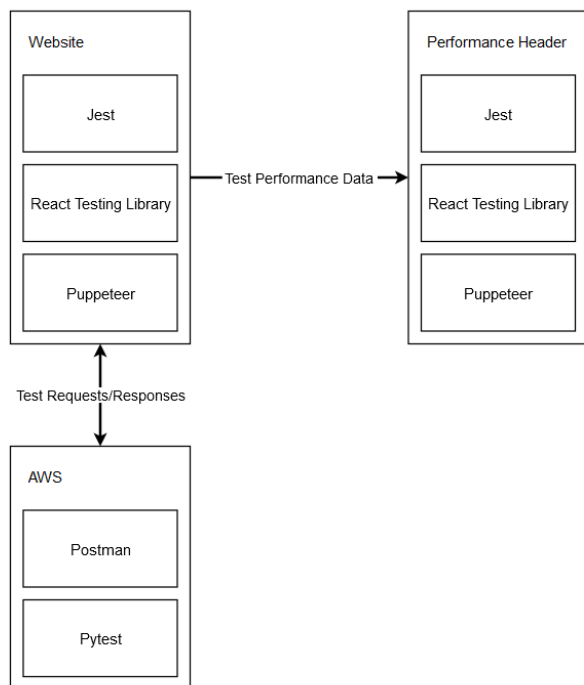 Website
Jest
React Testing Library
Puppeteer
Test Performance Data
Performance Header
Jest
React Testing Library
Puppeteer
Test Requests/Responses
AWS
Postman
Pytest